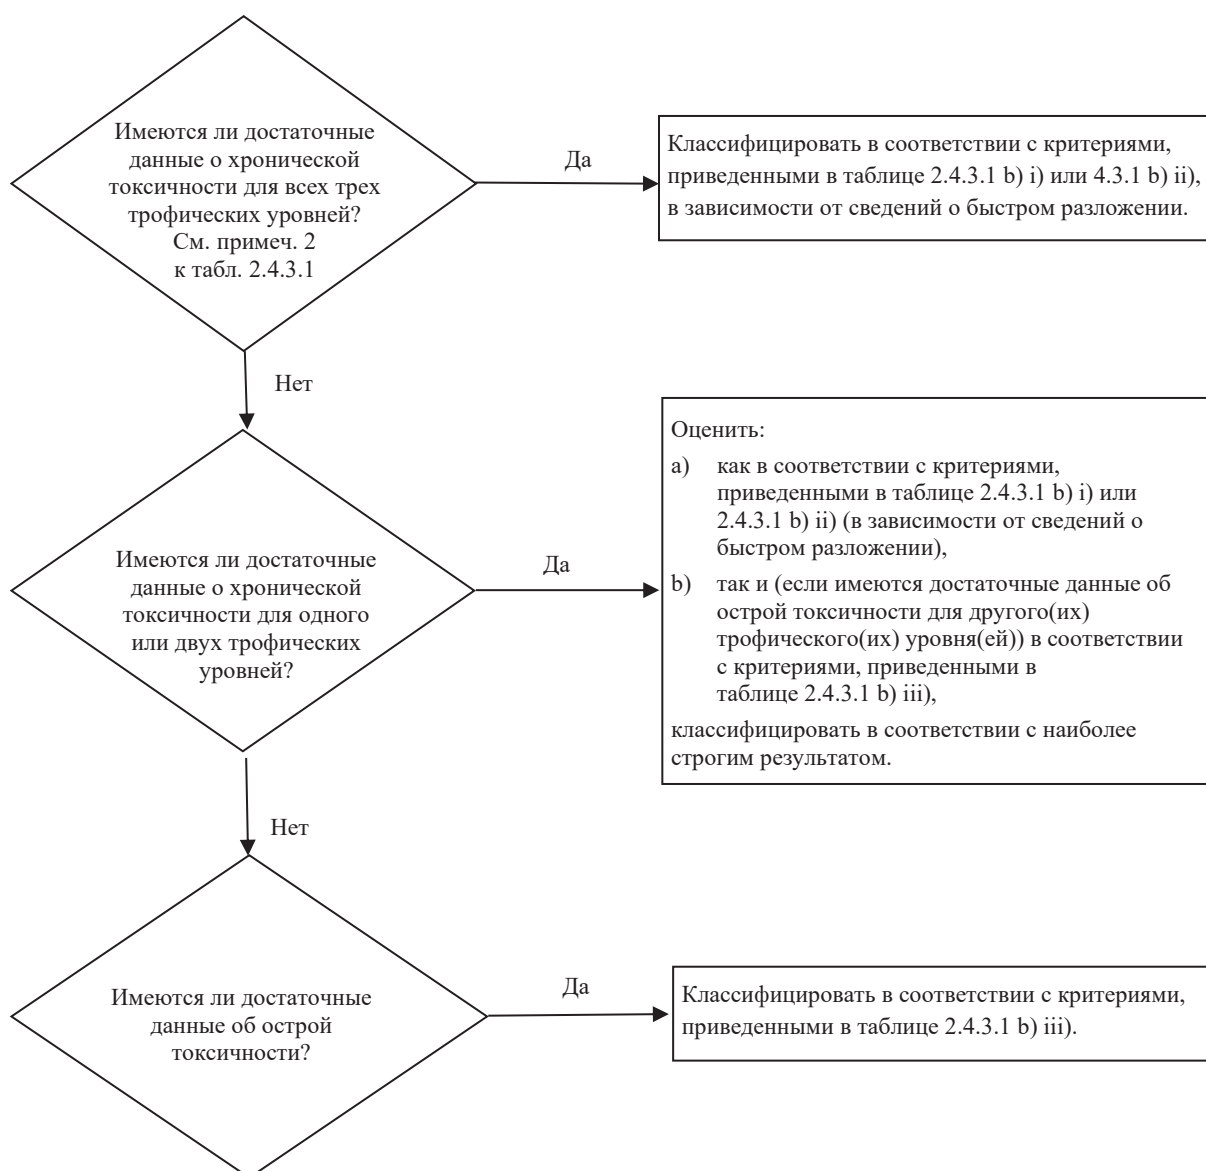 Имеются ли достаточные
данные о хронической
токсичности для всех трех
трофических уровней?
См. примеч. 2
к табл. 2.4.3.1
Да
Классифицировать в соответствии с критериями,
приведенными в таблице 2.4.3.1 b) i) или 4.3.1 b) ii),
в зависимости от сведений о быстром разложении.
Нет
Имеются ли достаточные
данные о хронической
токсичности для одного
или двух трофических
уровней?
Да
Оценить:
a) как в соответствии с критериями,
приведенными в таблице 2.4.3.1 b) i) или
2.4.3.1 b) ii) (в зависимости от сведений о
быстром разложении),
b) так и (если имеются достаточные данные об
острой токсичности для другого(их)
трофического(их) уровня(ей)) в соответствии
с критериями, приведенными в
таблице 2.4.3.1 b) iii),
классифицировать в соответствии с наиболее
строгим результатом.
Нет
Имеются ли достаточные
данные об острой
токсичности?
Да
Классифицировать в соответствии с критериями,
приведенными в таблице 2.4.3.1 b) iii).